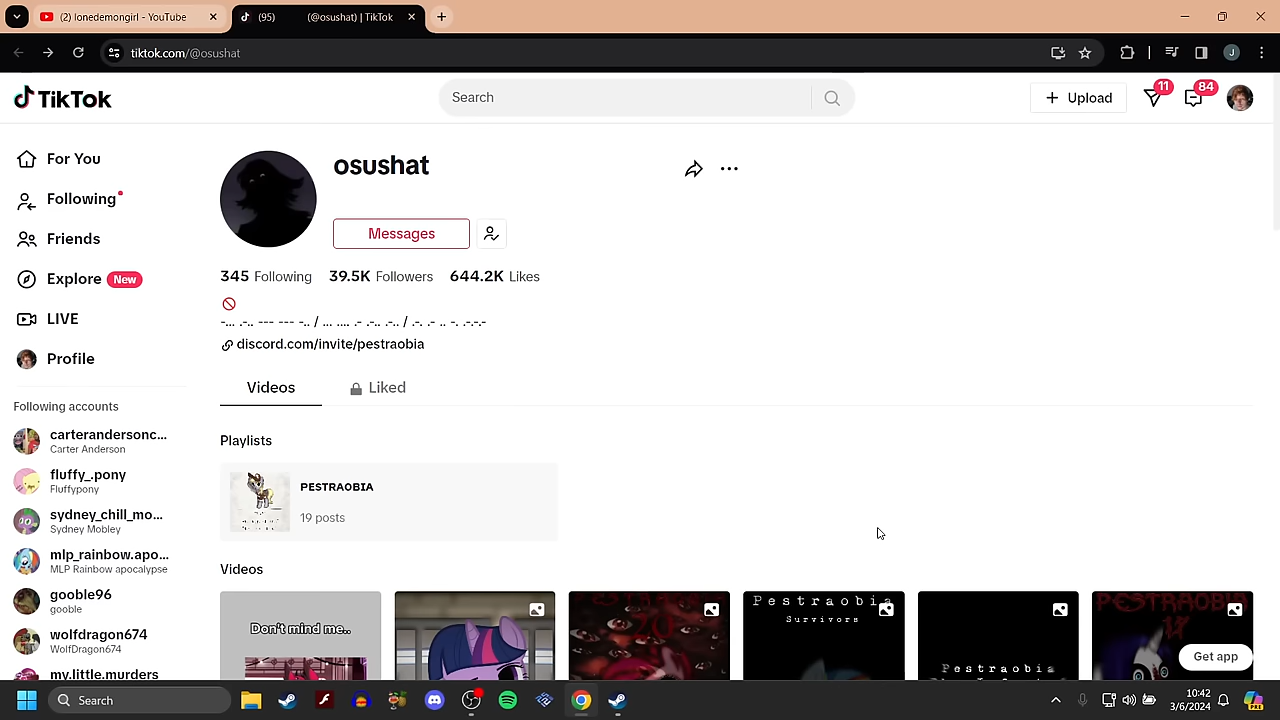 (2) lonedemongirl - YouTube
(95) (@osushat) | TikTok
tiktok.com/@osushat
J
TikTok
Search
Upload
11
84
For You
Following
Friends
Explore New
LIVE
Profile
Following accounts
carterandersonc...
Carter Anderson
fluffy_.pony
Fluffypony
sydney_chill_mo...
Sydney Mobley
mlp_rainbow.apo...
MLP Rainbow apocalypse
gooble96
gooble
wolfdragon674
WolfDragon674
my.little.murders
osushat
Messages
345 Following 39.5K Followers 644.2K Likes
-... .-.. --- --- -.. / ... .... .- .-.. .-.. / .-. .- .. -. .-.-.-
discord.com/invite/pestraobia
Videos
Liked
Playlists
PESTRAOBIA
19 posts
Videos
Don't mind me..
Pestraobia
Survivors
Pestraobia
PESTRAOBIA
Get app
Search
10:42
3/6/2024
PRE